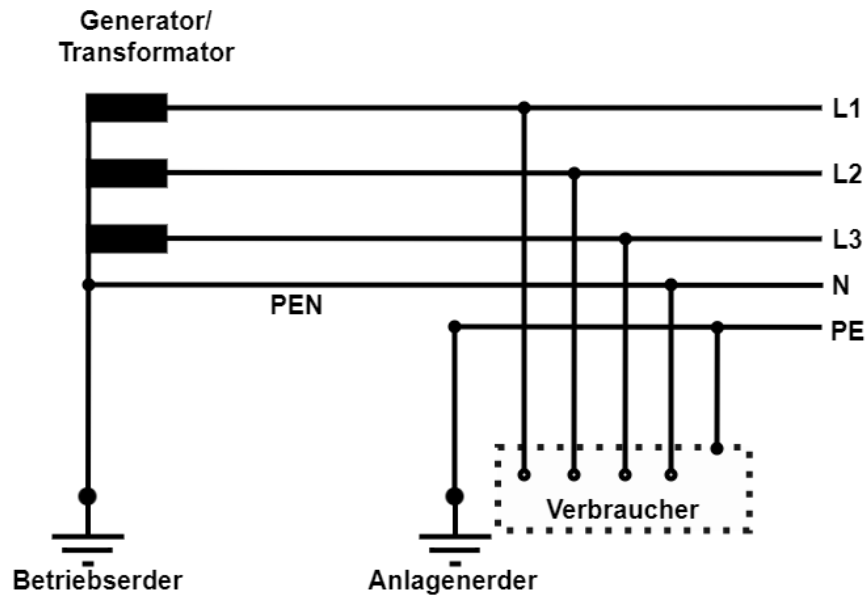 Generator/
Transformator
L1
L2
L3
N
PEN
PE
Verbraucher
Betriebserder
Anlagenerder